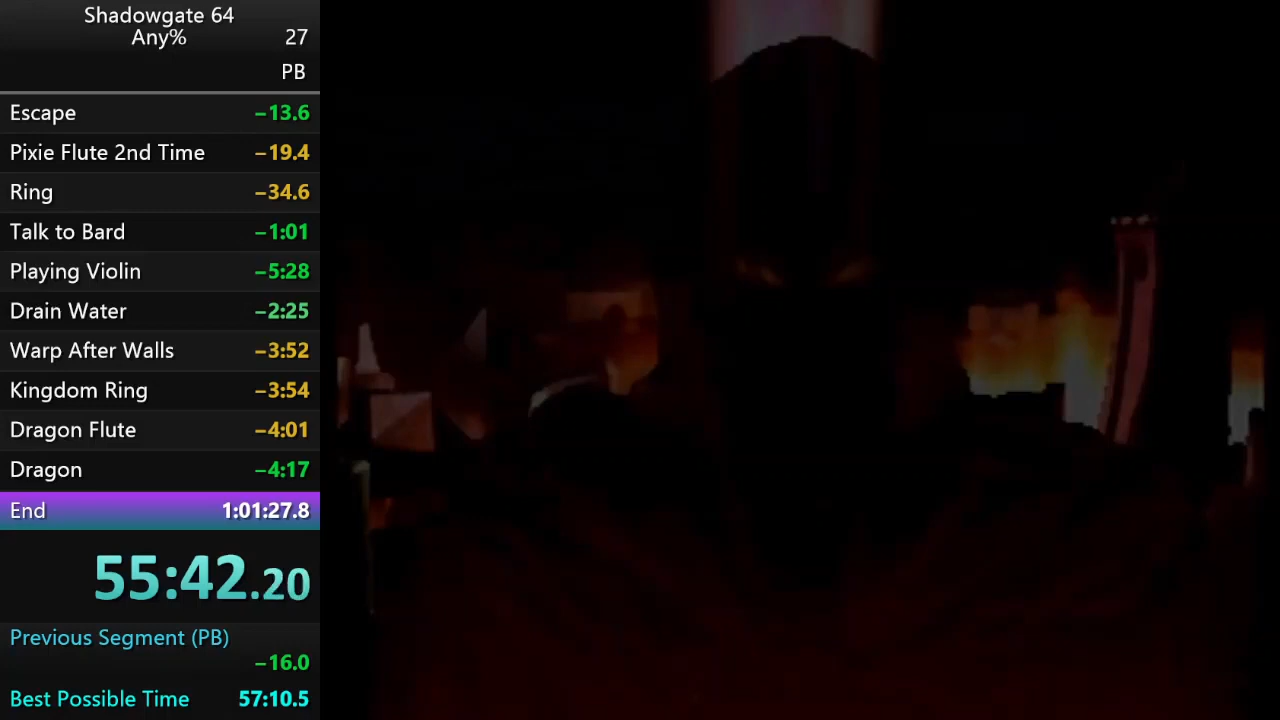 Shadowgate 64
Any% 27
PB
Escape −13.6
Pixie Flute 2nd Time −19.4
Ring −34.6
Talk to Bard −1:01
Playing Violin −5:28
Drain Water −2:25
Warp After Walls −3:52
Kingdom Ring −3:54
Dragon Flute −4:01
Dragon −4:17
End 1:01:27.8
55:42.20
Previous Segment (PB)
−16.0
Best Possible Time 57:10.5